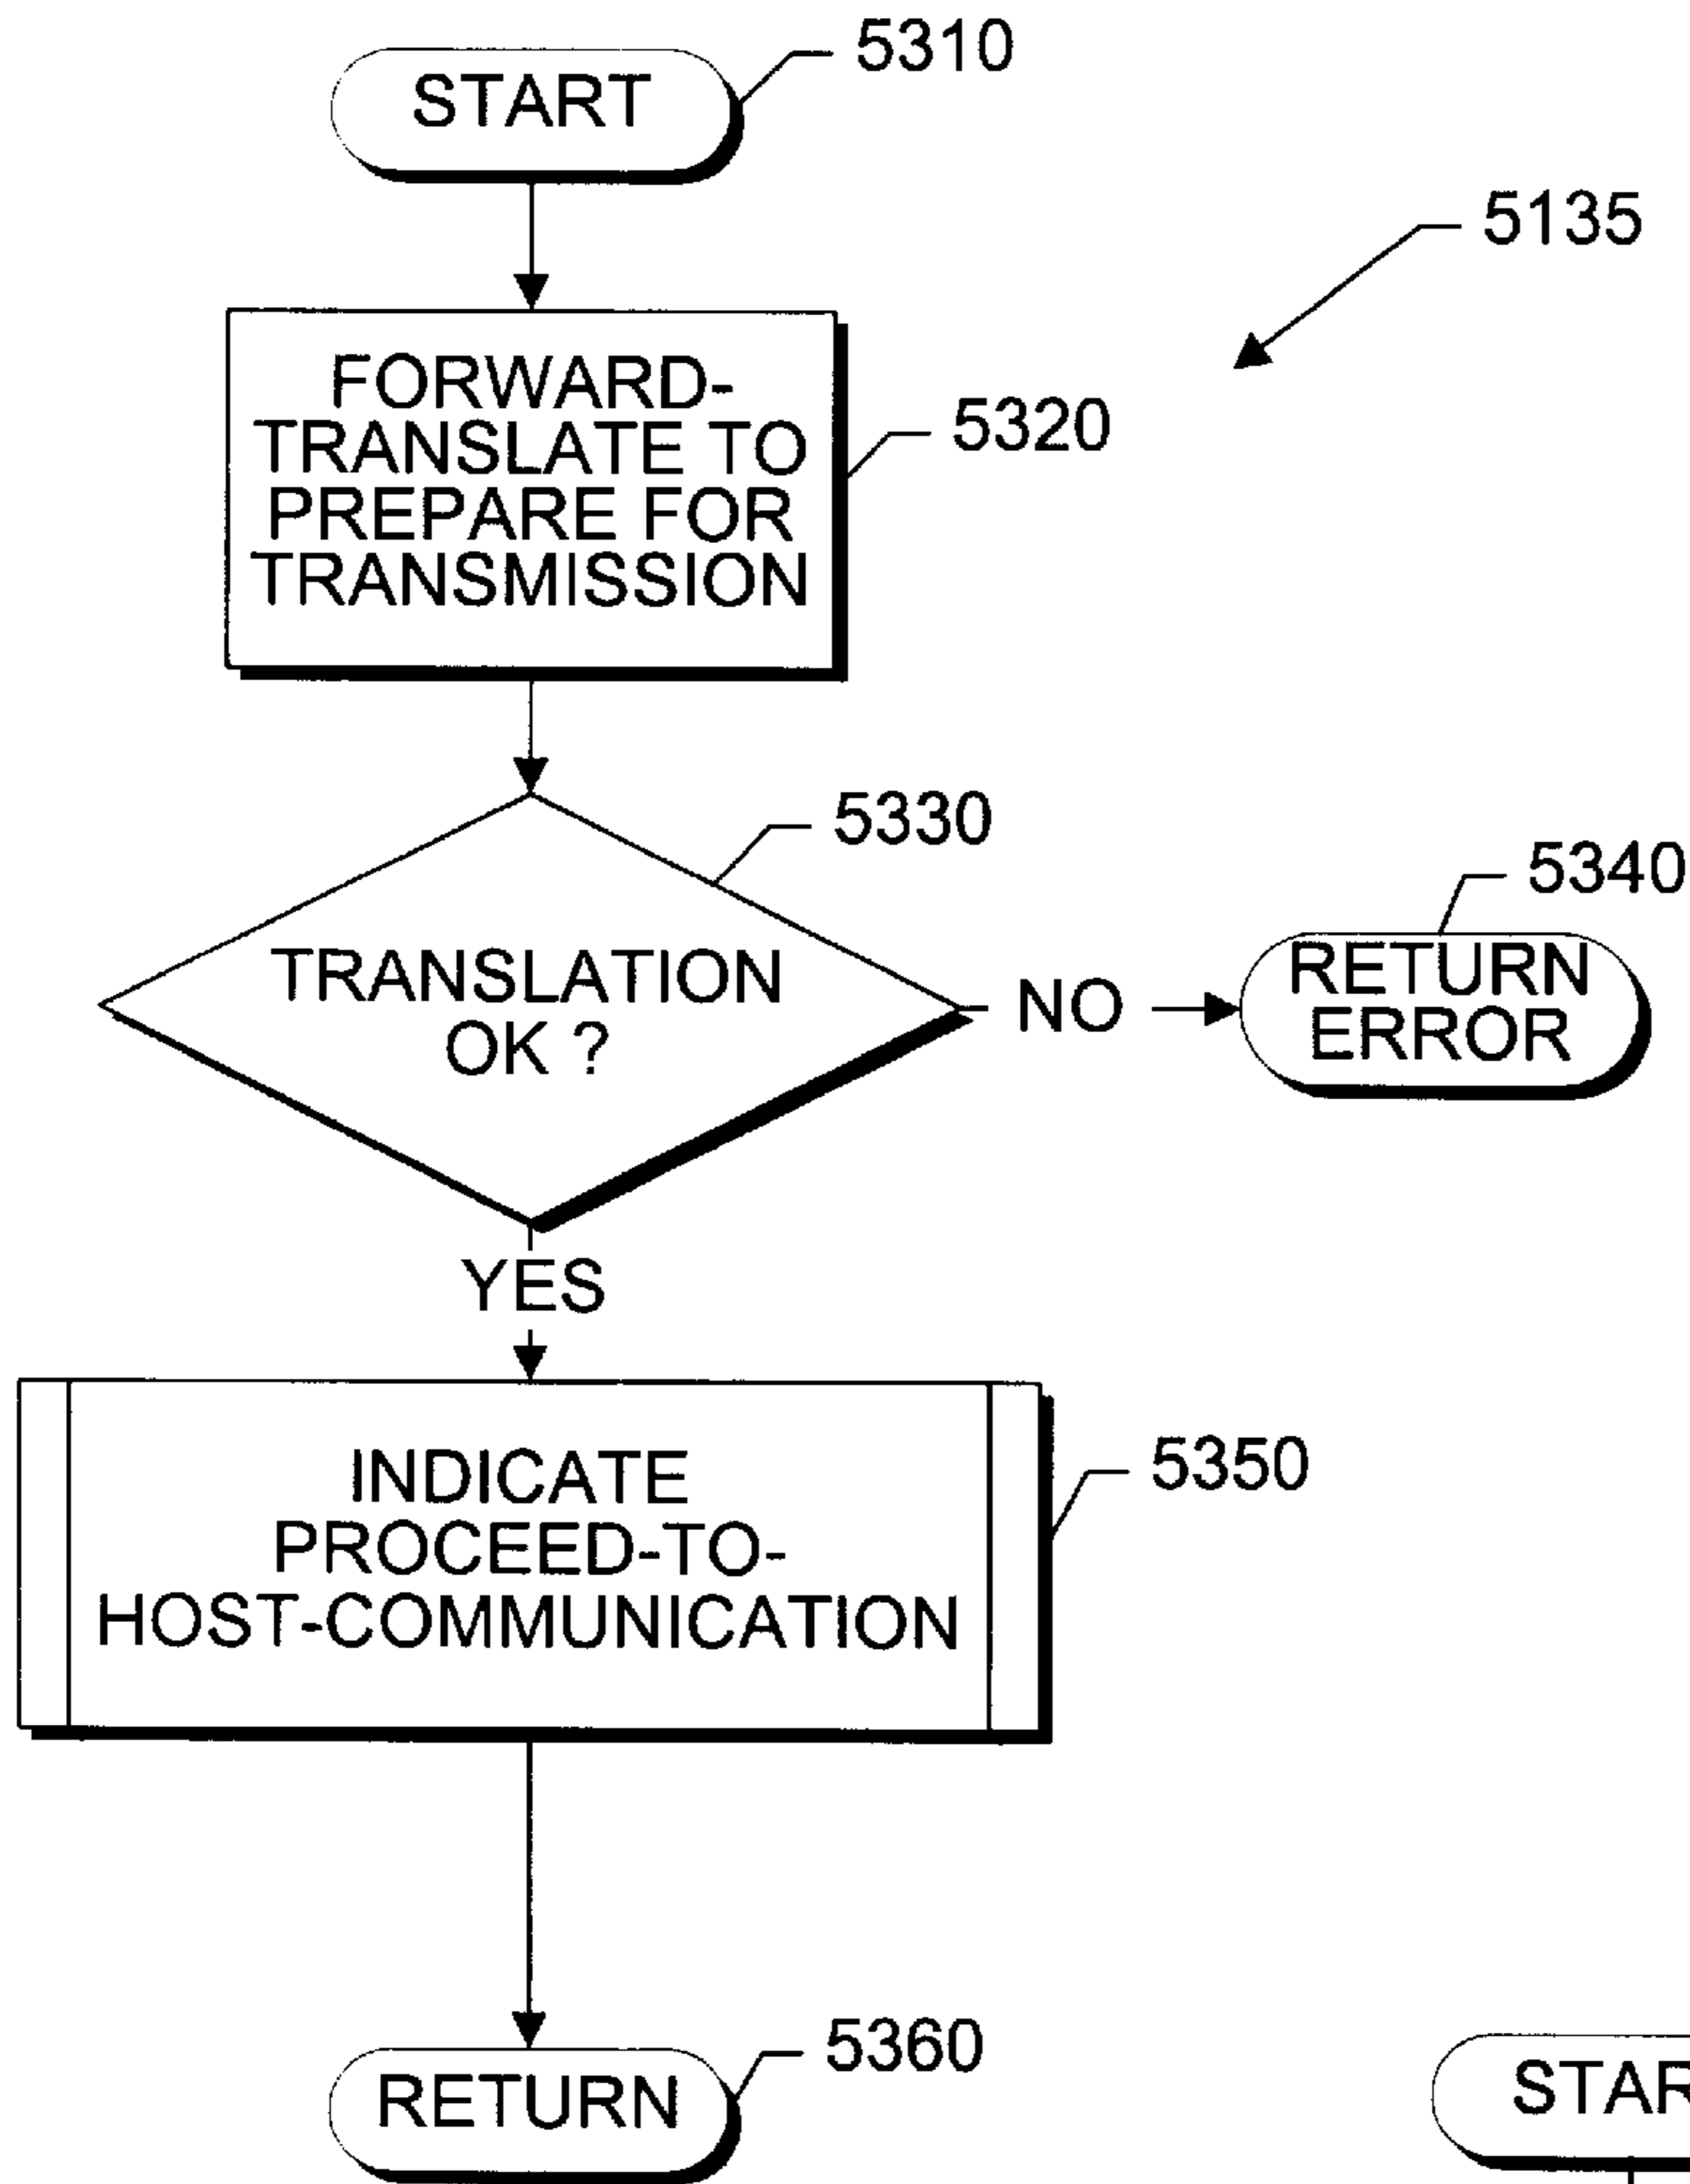 START
5310
5135
FORWARD-
TRANSLATE TO
PREPARE FOR
TRANSMISSION
5320
5330
TRANSLATION
OK ?
NO
5340
RETURN
ERROR
YES
INDICATE
PROCEED-TO-
HOST-COMMUNICATION
5350
RETURN
5360